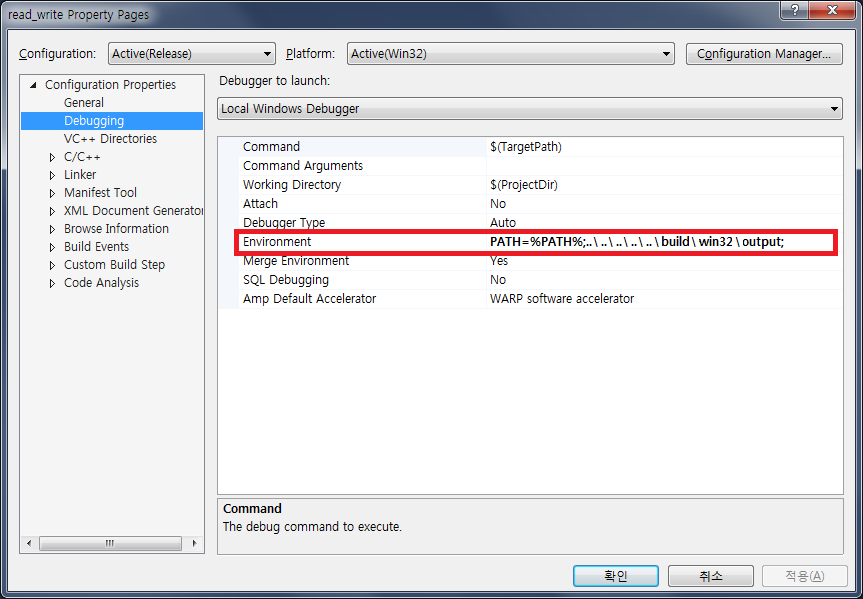 read_write Property Pages
?
Configuration: Active(Release) Platform: Active(Win32) Configuration Manager...
Configuration Properties
General
Debugging
VC++ Directories
C/C++
Linker
Manifest Tool
XML Document Generator
Browse Information
Build Events
Custom Build Step
Code Analysis
Debugger to launch:
Local Windows Debugger
Command $(TargetPath)
Command Arguments
Working Directory $(ProjectDir)
Attach No
Debugger Type Auto
Environment PATH=%PATH%;..\..\..\..\..\build\win32\output;
Merge Environment Yes
SQL Debugging No
Amp Default Accelerator WARP software accelerator
Command
The debug command to execute.
확인 취소 적용(A)